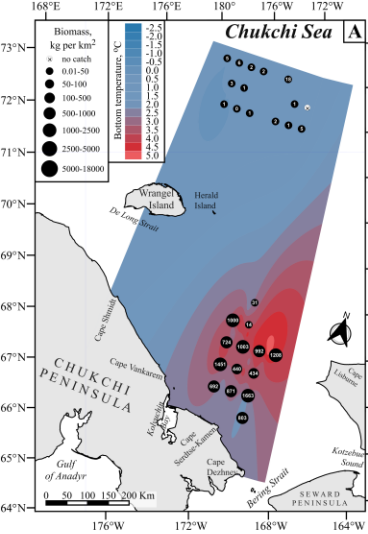 168°E 172°E 176°E 180° 176°W 172°W 168°W
Chukchi Sea
A
Biomass,
kg per km²
no catch
0.01-50
50-100
100-500
500-1000
1000-2500
2500-5000
5000-18000
Bottom temperature, °C
-2.5
-2.0
-1.5
-1.0
-0.5
0.0
0.5
1.0
1.5
2.0
2.5
3.0
3.5
4.0
4.5
5.0
73°N
72°N
71°N
70°N
69°N
68°N
67°N
66°N
65°N
64°N
Wrangel
Island
Herald
Island
De Long Strait
Cape Shmidt
Cape Vankarem
CHUKCHI
PENINSULA
Cape
Serdtse-Kamen
Cape
Dezhnev
Gulf
of Anadyr
Bering Strait
Cape
Lisburne
Kotzebue
Sound
SEWARD
PENINSULA
N
31
14
724
1003
992
1208
1451
440
434
692
871
1663
803
0 50 100 150 200 Km
176°W 172°W 168°W 164°W